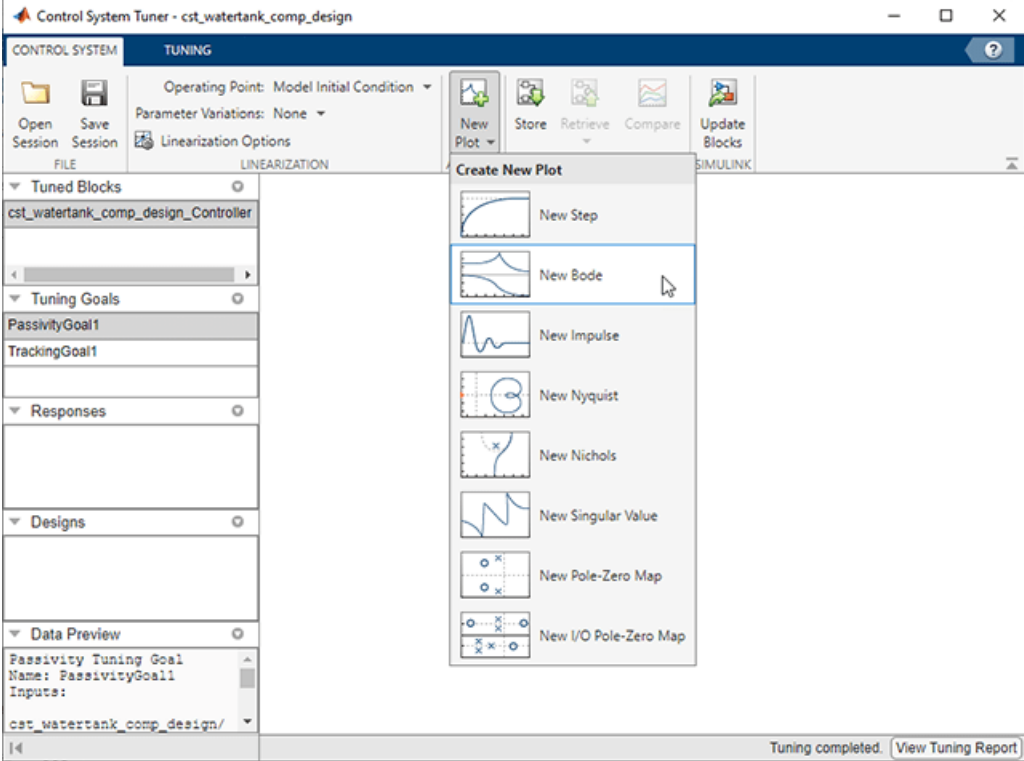 Control System Tuner - cst_watertank_comp_design
CONTROL SYSTEM
TUNING
?
Open Session
Save Session
FILE
Operating Point: Model Initial Condition
Parameter Variations: None
Linearization Options
LINEARIZATION
New Plot
Store
Retrieve
Compare
Update Blocks
SIMULINK
Create New Plot
New Step
New Bode
New Impulse
New Nyquist
New Nichols
New Singular Value
New Pole-Zero Map
New I/O Pole-Zero Map
Tuned Blocks
cst_watertank_comp_design_Controller
Tuning Goals
PassivityGoal1
TrackingGoal1
Responses
Designs
Data Preview
Passivity Tuning Goal
Name: PassivityGoal1
Inputs:
cst_watertank_comp_design/
Tuning completed.
View Tuning Report